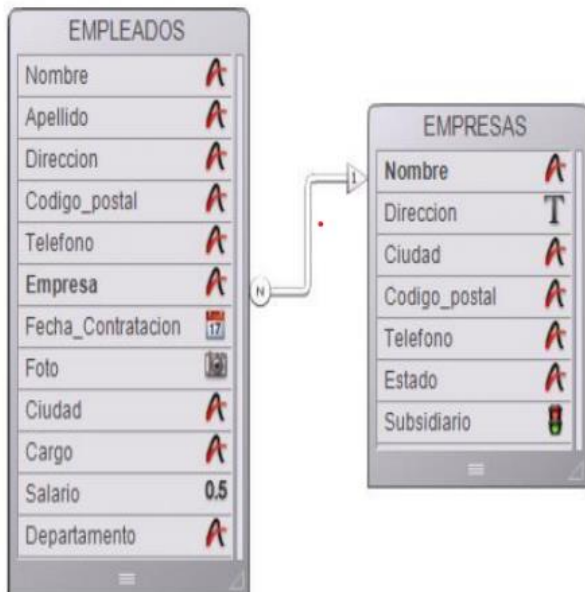 EMPLEADOS
Nombre
Apellido
Direccion
Codigo_postal
Telefono
Empresa
Fecha_Contratacion
17
Foto
Ciudad
Cargo
Salario 0.5
Departamento
N
1
EMPRESAS
Nombre
Direccion T
Ciudad
Codigo_postal
Telefono
Estado
Subsidiario